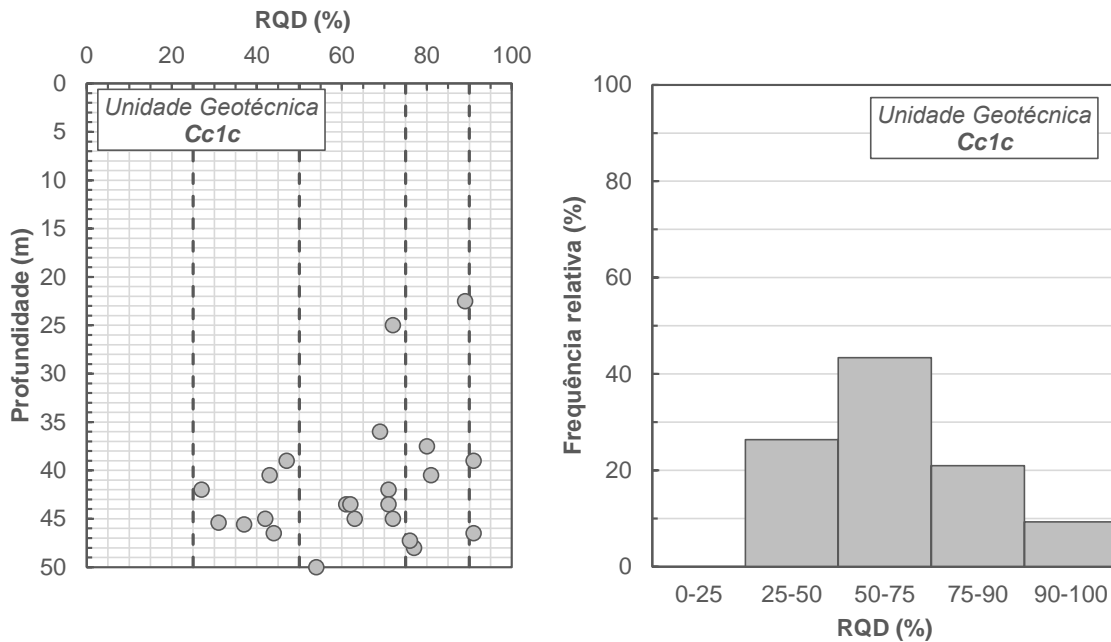 RQD (%)
0 20 40 60 80 100
Unidade Geotécnica
Cc1c
Profundidade (m)
0
5
10
15
20
25
30
35
40
45
50
Unidade Geotécnica
Cc1c
Frequência relativa (%)
100
80
60
40
20
0
0-25 25-50 50-75 75-90 90-100
RQD (%)